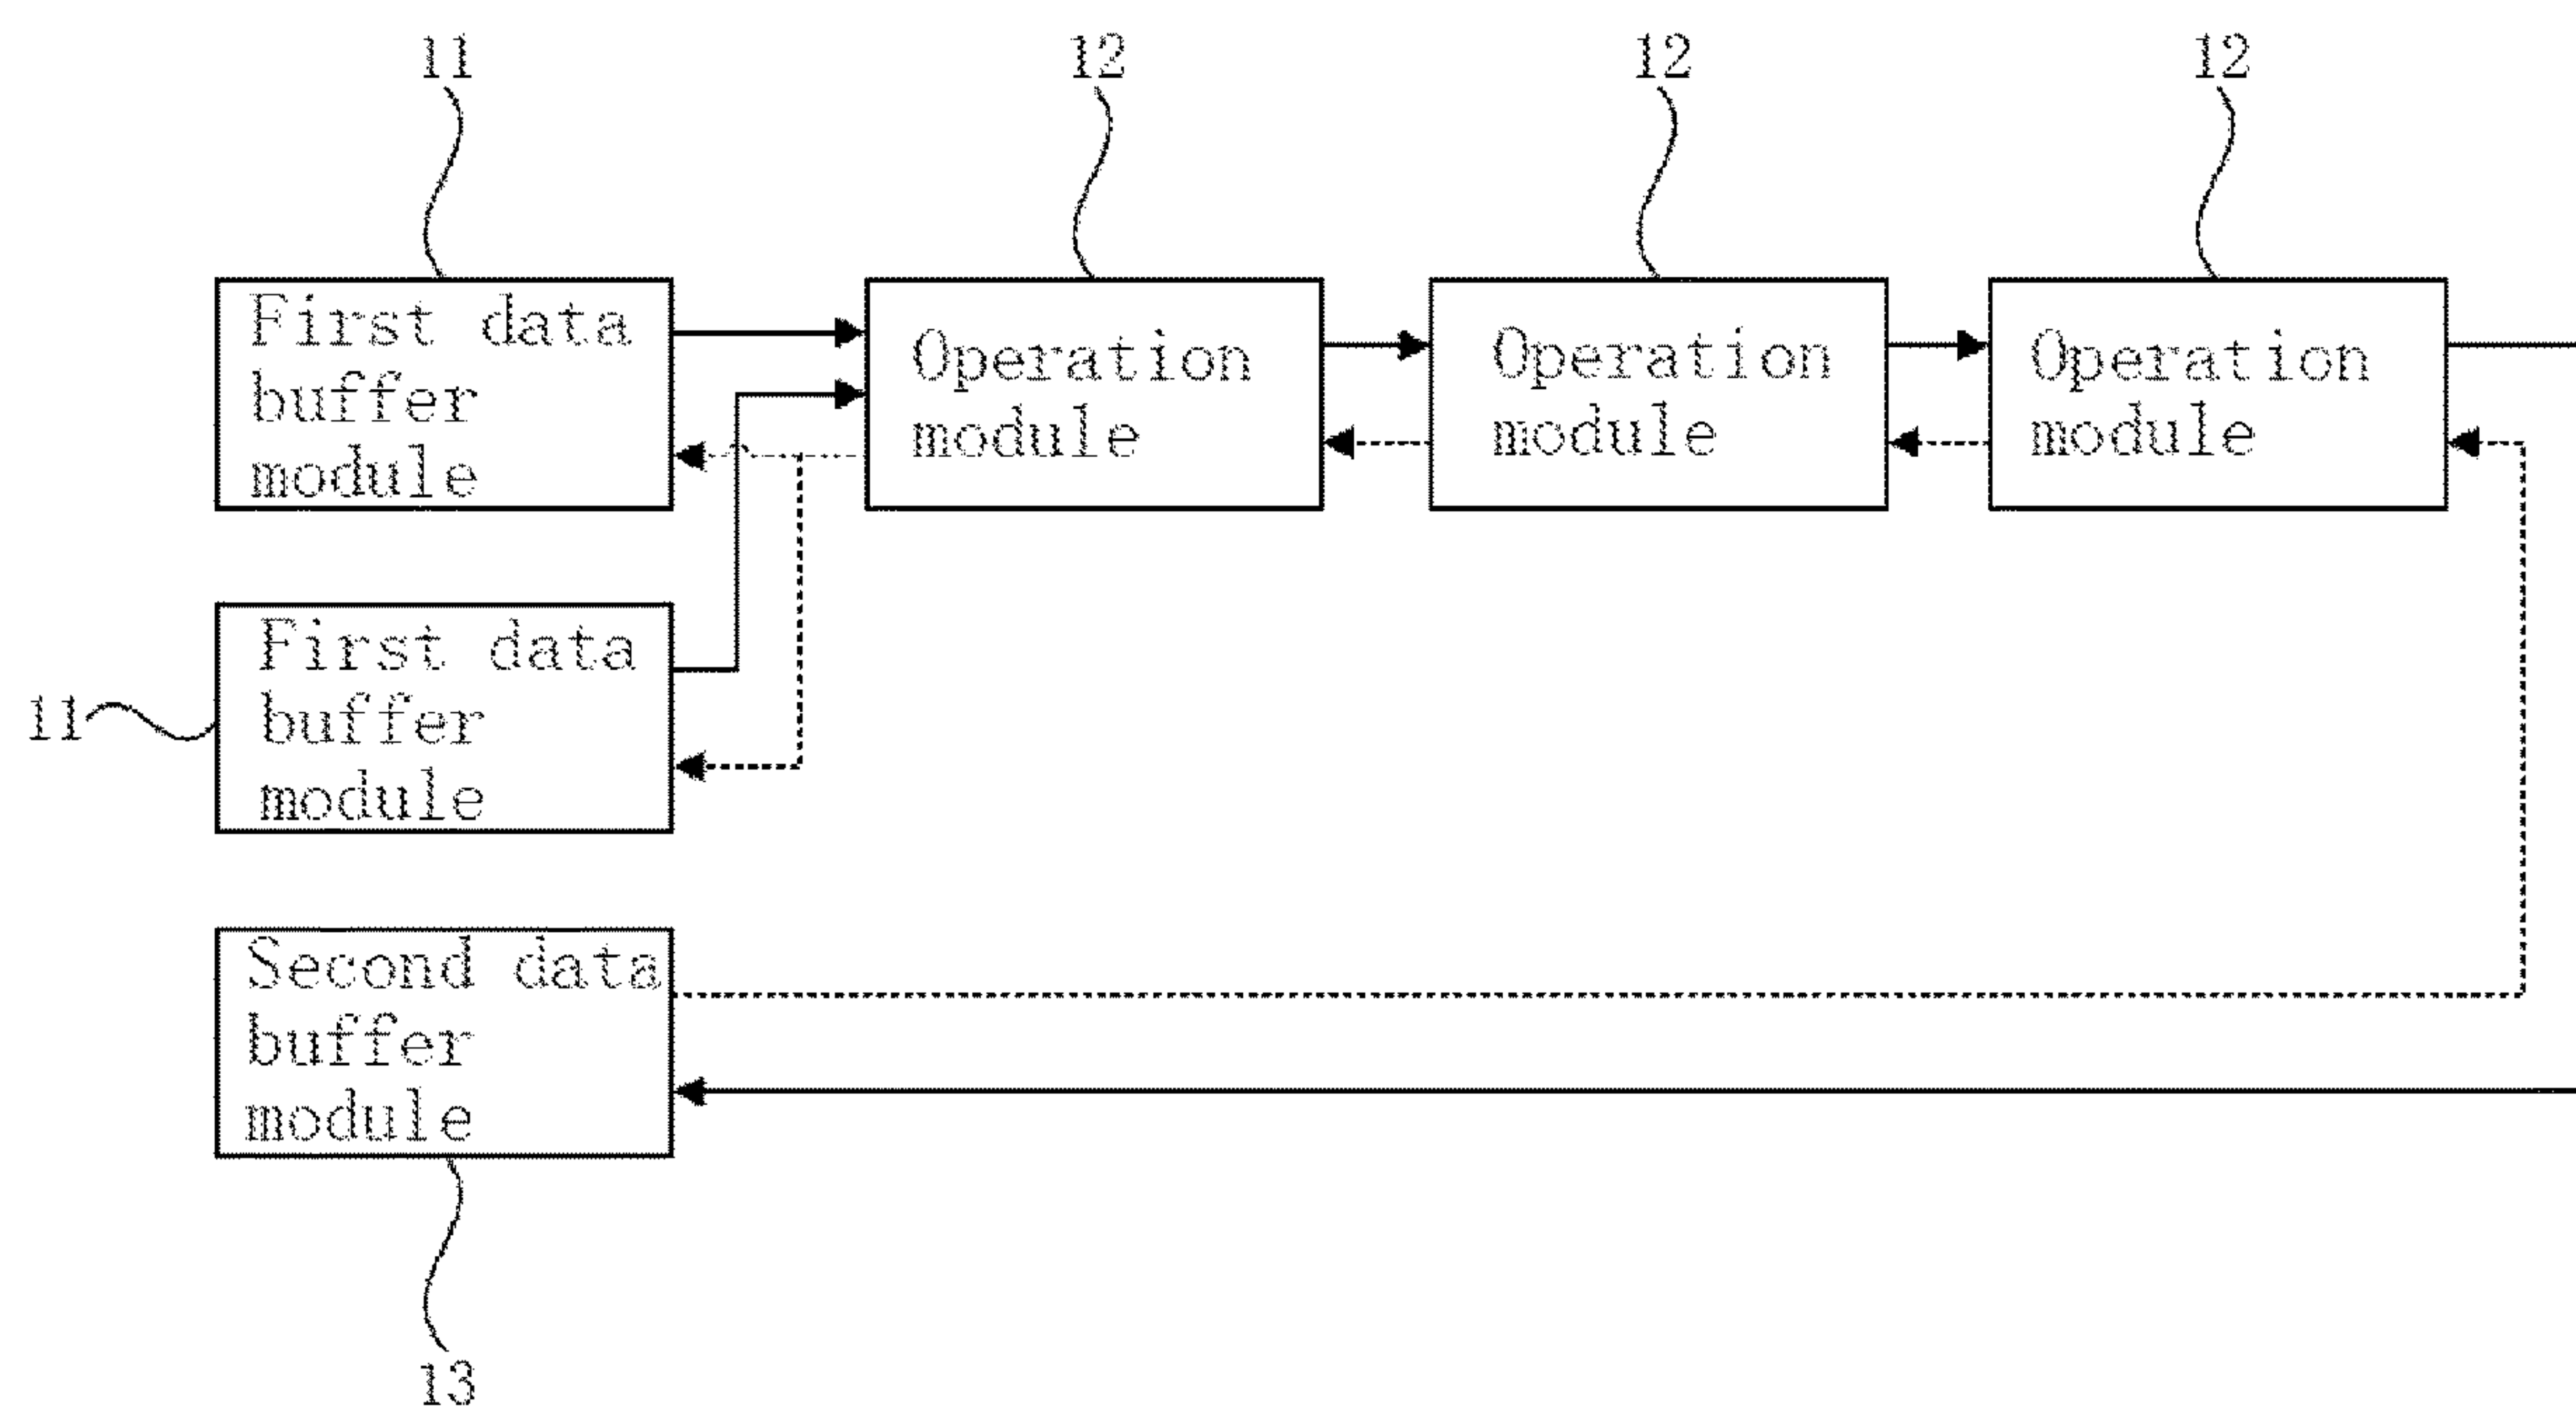 11
12
12
12
First data
buffer
module
Operation
module
Operation
module
Operation
module
11
First data
buffer
module
Second data
buffer
module
13